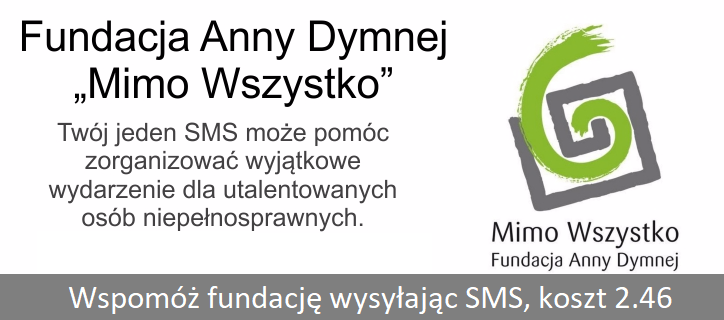 Fundacja Anny Dymnej
„Mimo Wszystko”
Twój jeden SMS może pomóc
zorganizować wyjątkowe
wydarzenie dla utalentowanych
osób niepełnosprawnych.
Mimo Wszystko
Fundacja Anny Dymnej
Wspomóż fundację wysyłając SMS, koszt 2.46